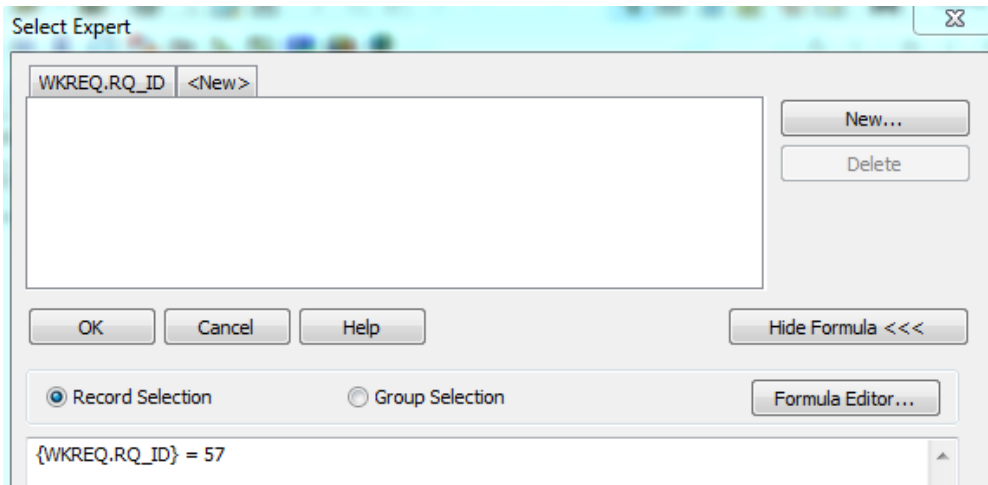 Select Expert
WKREQ.RQ_ID <New>
New...
Delete
OK Cancel Help Hide Formula <<<
Record Selection Group Selection Formula Editor...
{WKREQ.RQ_ID} = 57